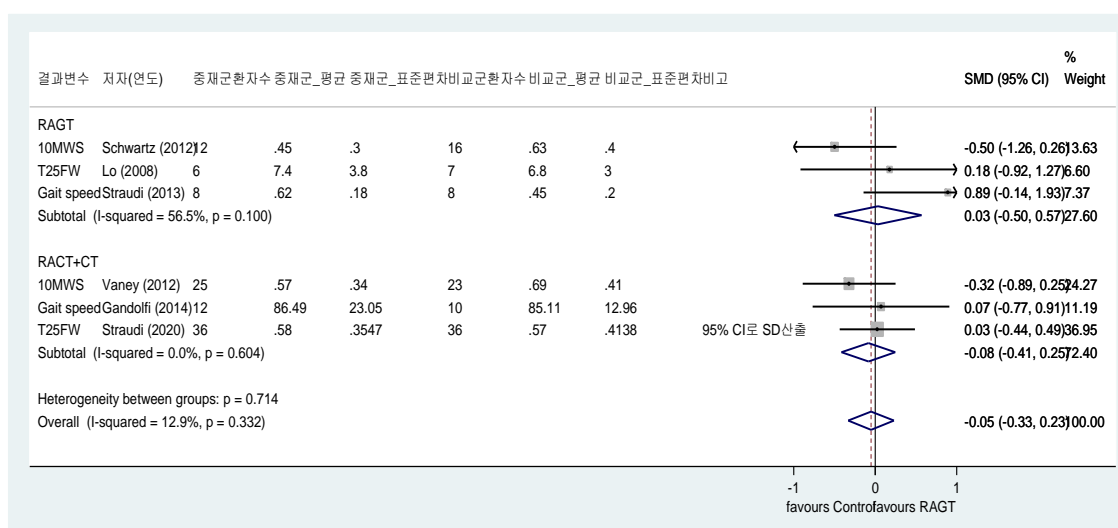 %
결과변수 저자(연도) 중재군환자수 중재군_평균 중재군_표준편차 비교군환자수 비교군_평균 비교군_표준편차 비고 SMD (95% CI) Weight
RAGT
10MWS Schwartz (2012) 12 .45 .3 16 .63 .4 -0.50 (-1.26, 0.26) 13.63
T25FW Lo (2008) 6 7.4 3.8 7 6.8 3 0.18 (-0.92, 1.27) 6.60
Gait speed Straudi (2013) 8 .62 .18 8 .45 .2 0.89 (-0.14, 1.93) 7.37
Subtotal (I-squared = 56.5%, p = 0.100) 0.03 (-0.50, 0.57) 27.60
RACT+CT
10MWS Vaney (2012) 25 .57 .34 23 .69 .41 -0.32 (-0.89, 0.25) 24.27
Gait speed Gandolfi (2014) 12 86.49 23.05 10 85.11 12.96 0.07 (-0.77, 0.91) 11.19
T25FW Straudi (2020) 36 .58 .3547 36 .57 .4138 95% CI로 SD산출 0.03 (-0.44, 0.49) 36.95
Subtotal (I-squared = 0.0%, p = 0.604) -0.08 (-0.41, 0.25) 72.40
Heterogeneity between groups: p = 0.714
Overall (I-squared = 12.9%, p = 0.332) -0.05 (-0.33, 0.23) 100.00
-1 0 1
favours Control favours RAGT